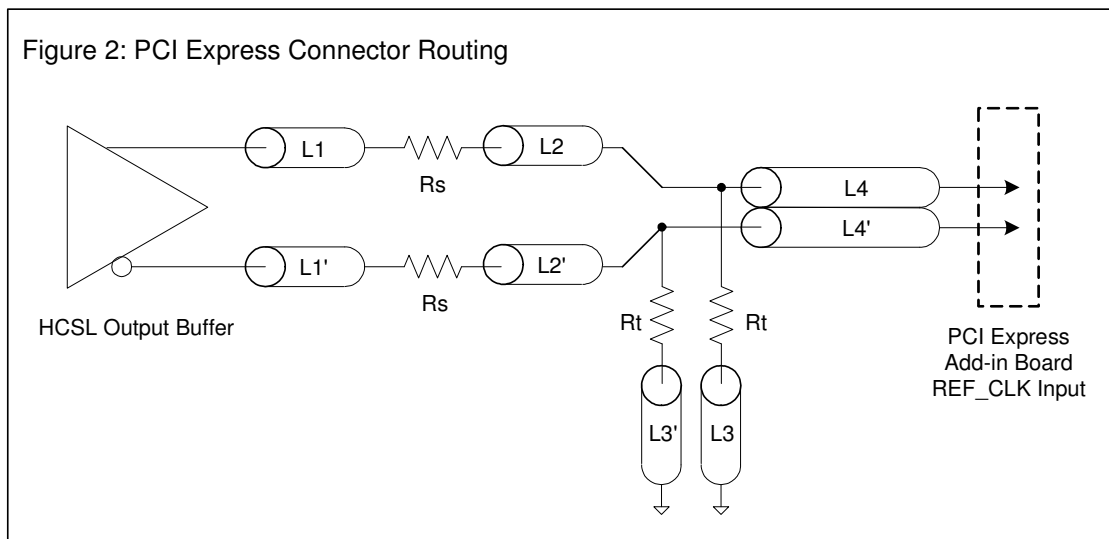 Figure 2: PCI Express Connector Routing
L1
Rs
L2
L4
L4'
L1'
Rs
L2'
HCSL Output Buffer
Rt
Rt
L3'
L3
PCI Express
Add-in Board
REF_CLK Input